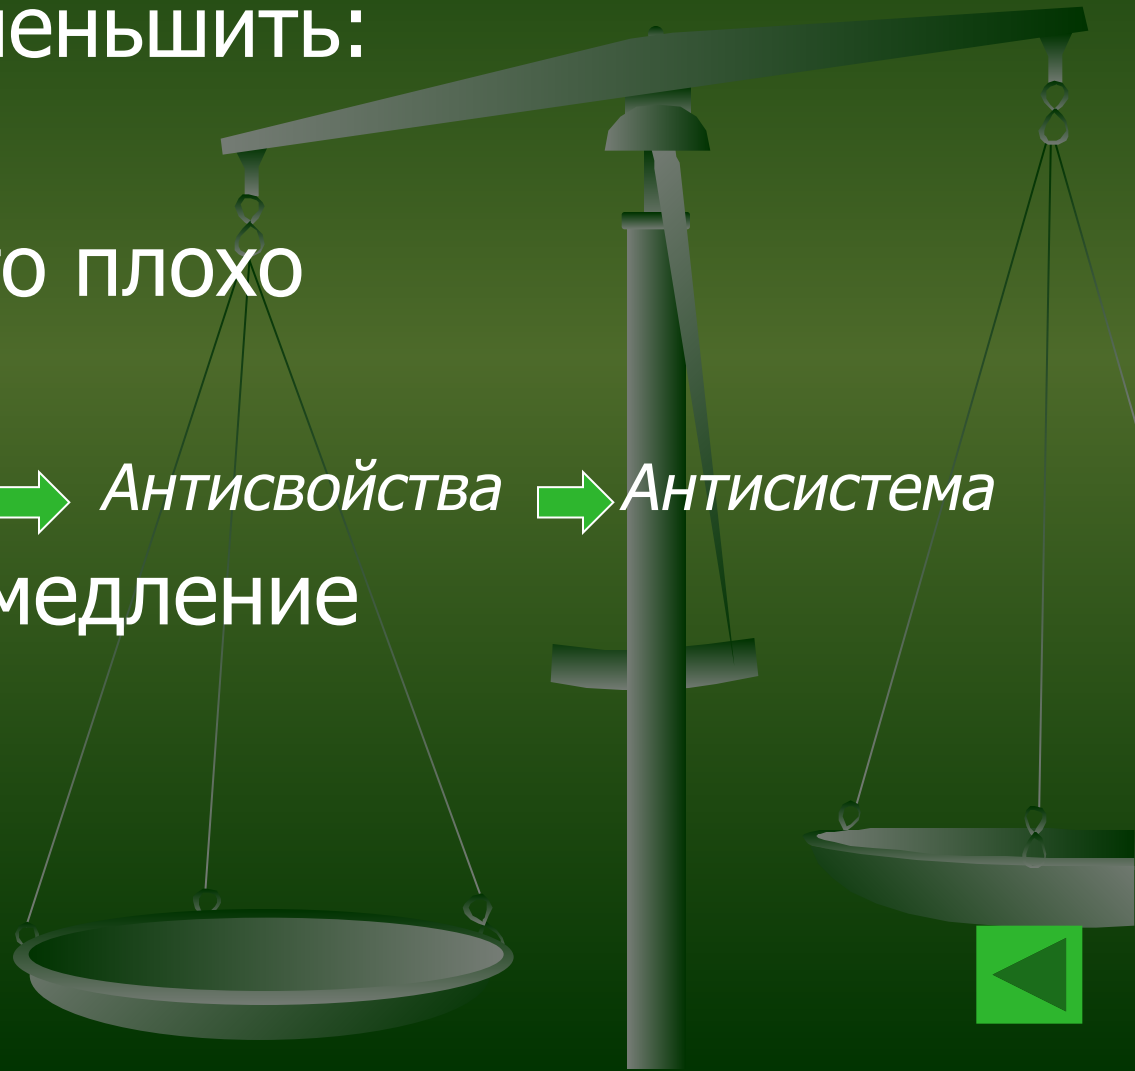 еньшить:
о плохо
Антисвойства Антисистема
медление